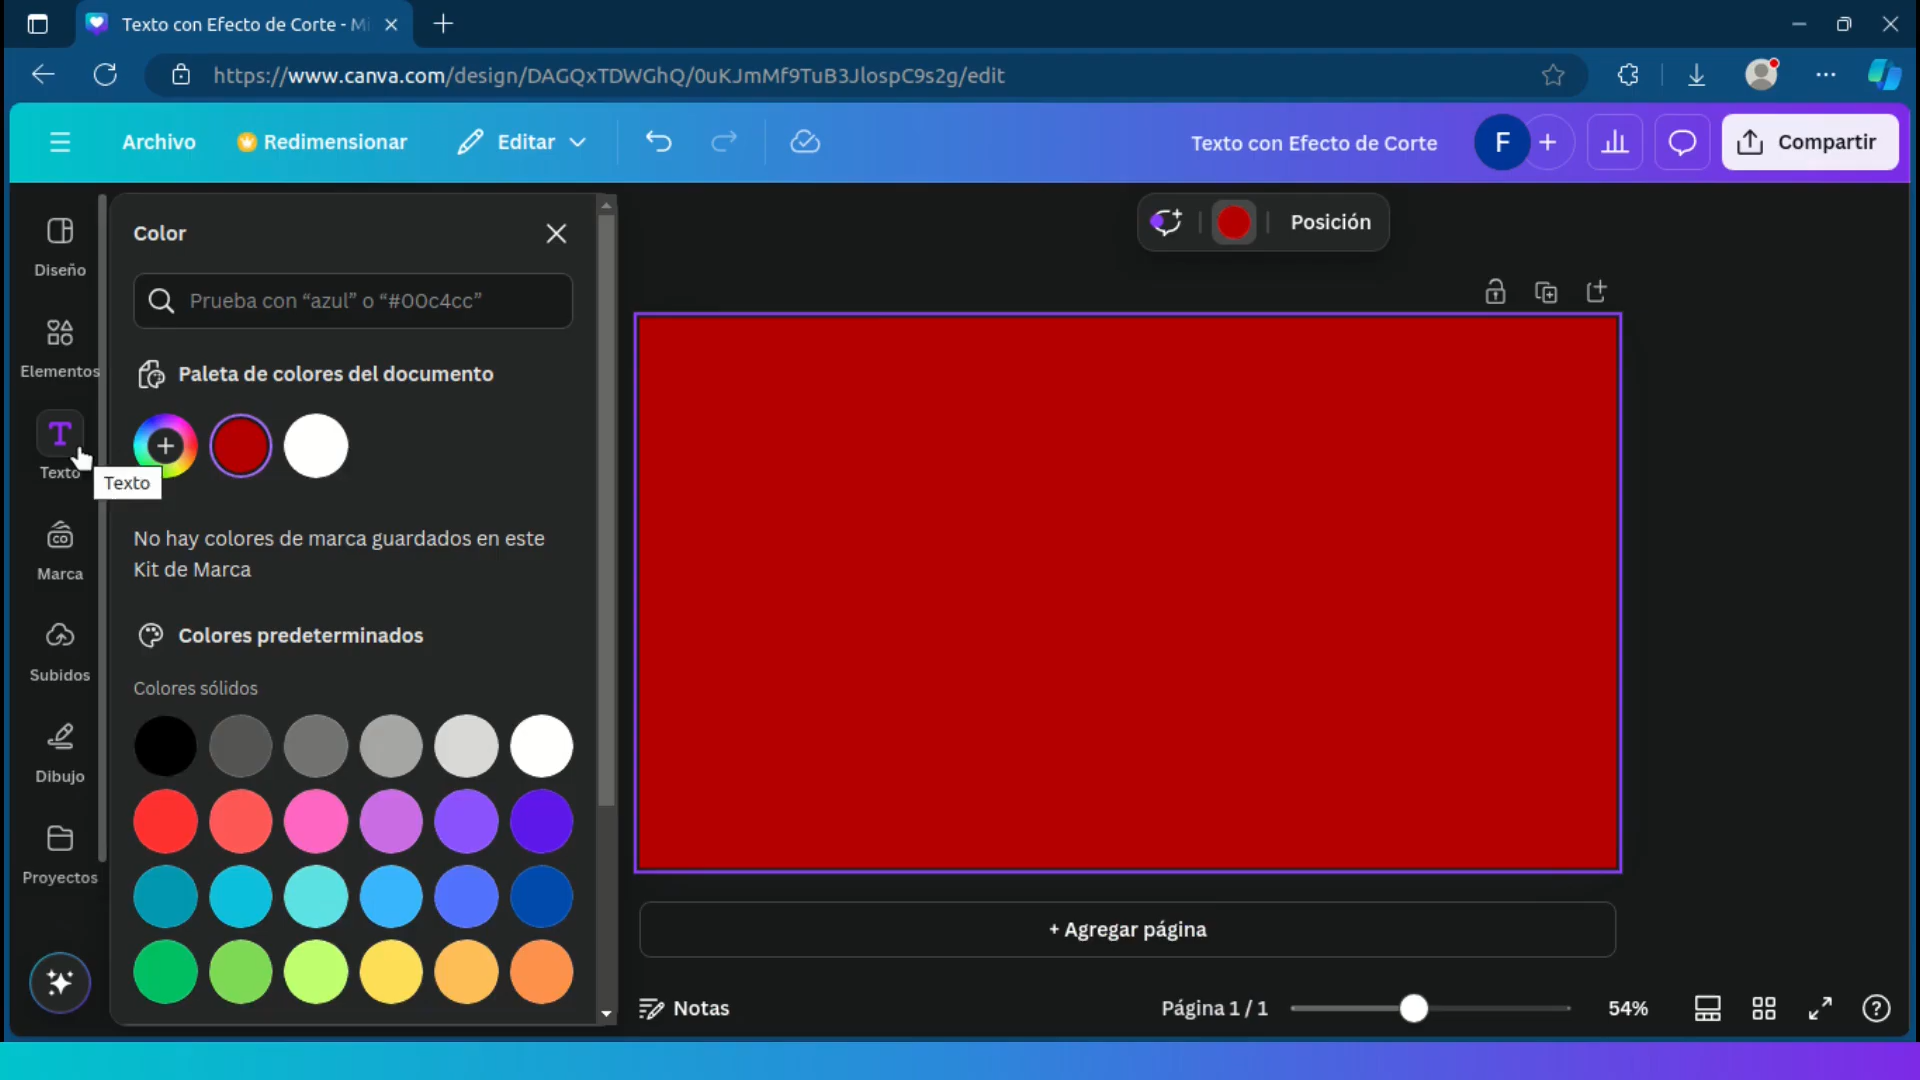 Texto con Efecto de Corte - Mi
https://www.canva.com/design/DAGQxTDWGhQ/0uKJmMf9TuB3JlospC9s2g/edit
Archivo
Redimensionar
Editar
Texto con Efecto de Corte
F
Compartir
Diseño
Elementos
Texto
Texto
Marca
Subidos
Dibujo
Proyectos
Color
Prueba con “azul” o “#00c4cc”
Paleta de colores del documento
No hay colores de marca guardados en este
Kit de Marca
Colores predeterminados
Colores sólidos
Posición
+ Agregar página
Notas
Página 1 / 1
54%